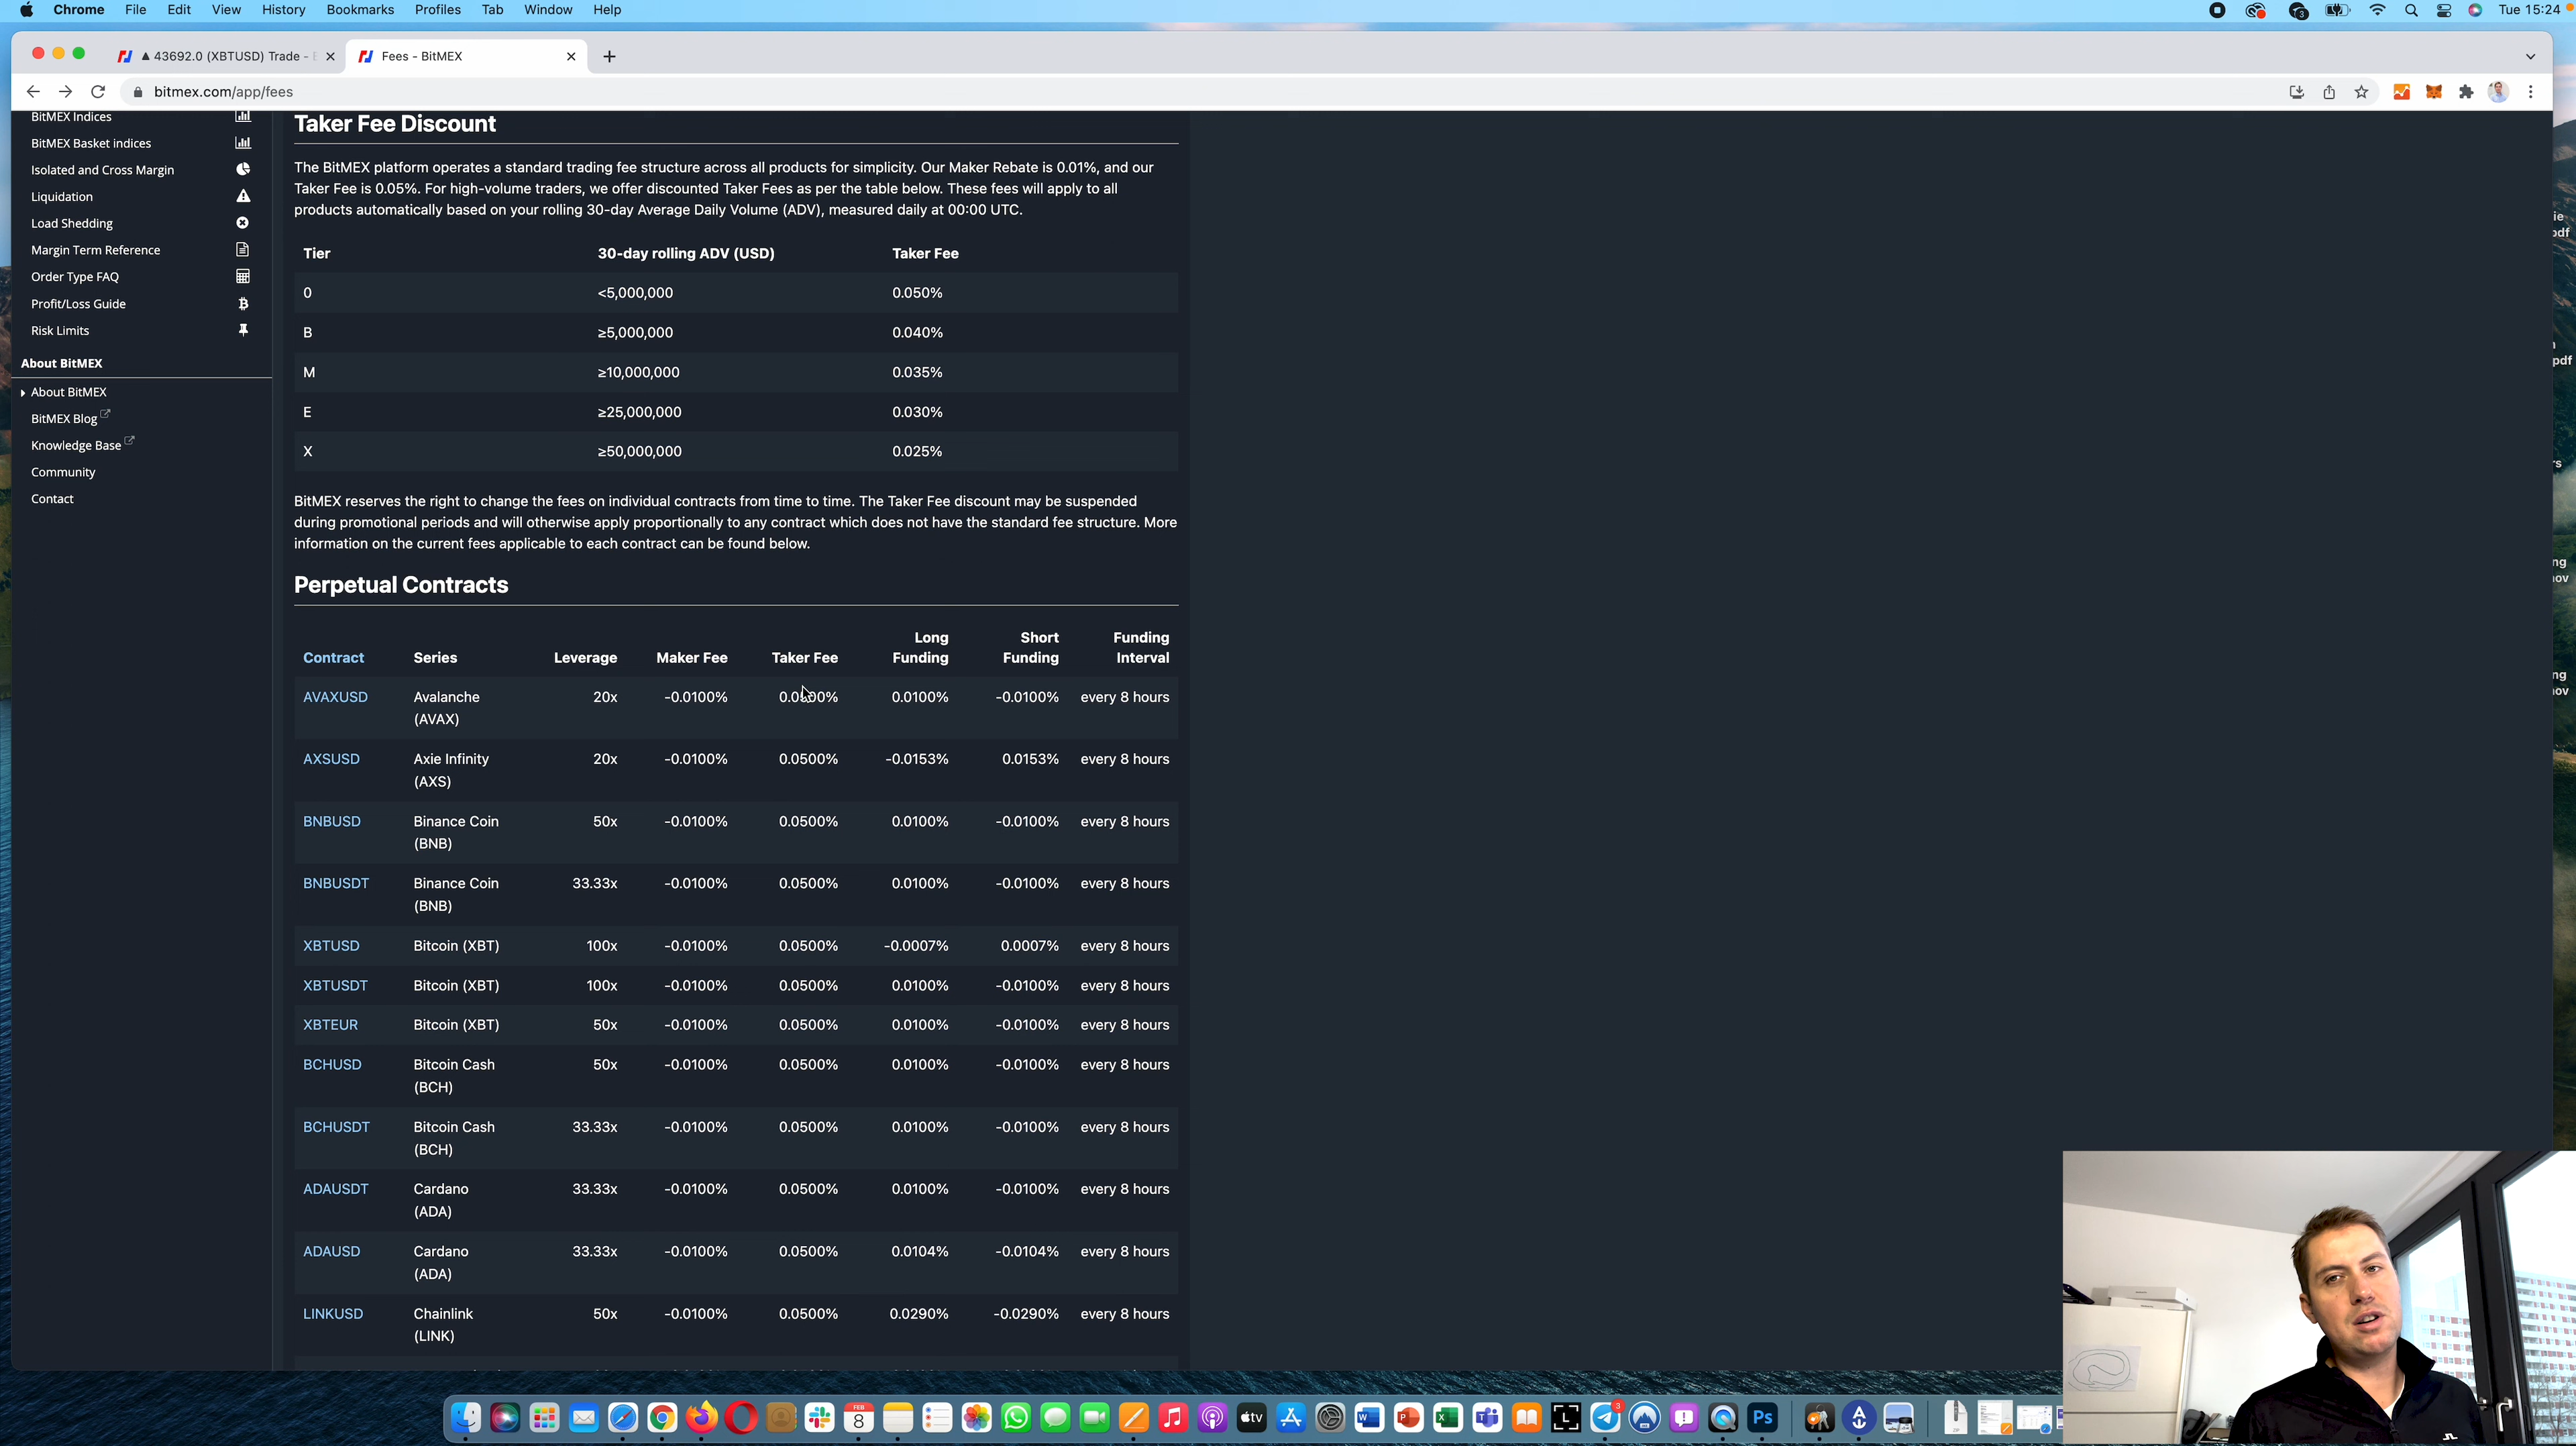 Chrome File Edit View History Bookmarks Profiles Tab Window Help
3
Tue 15:24
▲ 43692.0 (XBTUSD) Trade -
Fees - BitMEX
bitmex.com/app/fees
BitMEX Indices
BitMEX Basket indices
Isolated and Cross Margin
Liquidation
Load Shedding
Margin Term Reference
Order Type FAQ
Profit/Loss Guide
Risk Limits
About BitMEX
About BitMEX
BitMEX Blog
Knowledge Base
Community
Contact
Taker Fee Discount
The BitMEX platform operates a standard trading fee structure across all products for simplicity. Our Maker Rebate is 0.01%, and our
Taker Fee is 0.05%. For high-volume traders, we offer discounted Taker Fees as per the table below. These fees will apply to all
products automatically based on your rolling 30-day Average Daily Volume (ADV), measured daily at 00:00 UTC.
Tier 30-day rolling ADV (USD) Taker Fee
0 <5,000,000 0.050%
B ≥5,000,000 0.040%
M ≥10,000,000 0.035%
E ≥25,000,000 0.030%
X ≥50,000,000 0.025%
BitMEX reserves the right to change the fees on individual contracts from time to time. The Taker Fee discount may be suspended
during promotional periods and will otherwise apply proportionally to any contract which does not have the standard fee structure. More
information on the current fees applicable to each contract can be found below.
Perpetual Contracts
Long Short Funding
Contract Series Leverage Maker Fee Taker Fee Funding Funding Interval
AVAXUSD Avalanche 20x -0.0100% 0.0500% 0.0100% -0.0100% every 8 hours
(AVAX)
AXSUSD Axie Infinity 20x -0.0100% 0.0500% -0.0153% 0.0153% every 8 hours
(AXS)
BNBUSD Binance Coin 50x -0.0100% 0.0500% 0.0100% -0.0100% every 8 hours
(BNB)
BNBUSDT Binance Coin 33.33x -0.0100% 0.0500% 0.0100% -0.0100% every 8 hours
(BNB)
XBTUSD Bitcoin (XBT) 100x -0.0100% 0.0500% -0.0007% 0.0007% every 8 hours
XBTUSDT Bitcoin (XBT) 100x -0.0100% 0.0500% 0.0100% -0.0100% every 8 hours
XBTEUR Bitcoin (XBT) 50x -0.0100% 0.0500% 0.0100% -0.0100% every 8 hours
BCHUSD Bitcoin Cash 50x -0.0100% 0.0500% 0.0100% -0.0100% every 8 hours
(BCH)
BCHUSDT Bitcoin Cash 33.33x -0.0100% 0.0500% 0.0100% -0.0100% every 8 hours
(BCH)
ADAUSDT Cardano 33.33x -0.0100% 0.0500% 0.0100% -0.0100% every 8 hours
(ADA)
ADAUSD Cardano 33.33x -0.0100% 0.0500% 0.0104% -0.0104% every 8 hours
(ADA)
LINKUSD Chainlink 50x -0.0100% 0.0500% 0.0290% -0.0290% every 8 hours
(LINK)
ie
pdf
pdf
rs
ng
ov
ng
ov
FEB
8
tv
3
Ps
ZIP